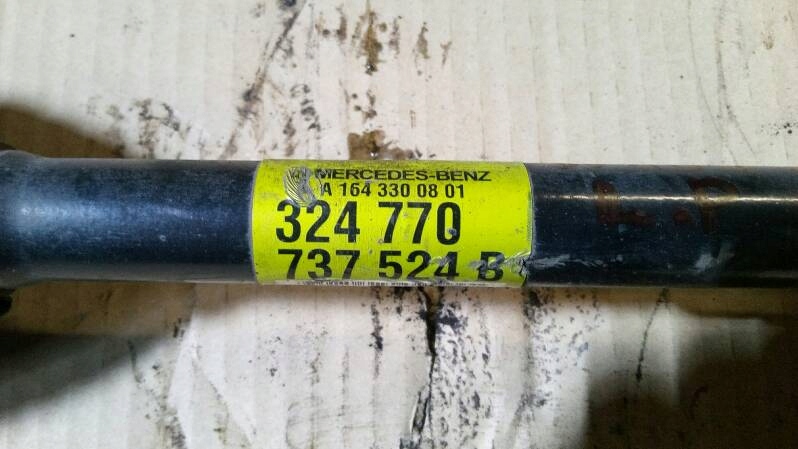 MERCEDES-BENZ
A 164 330 08 01
324 770
737 524 B